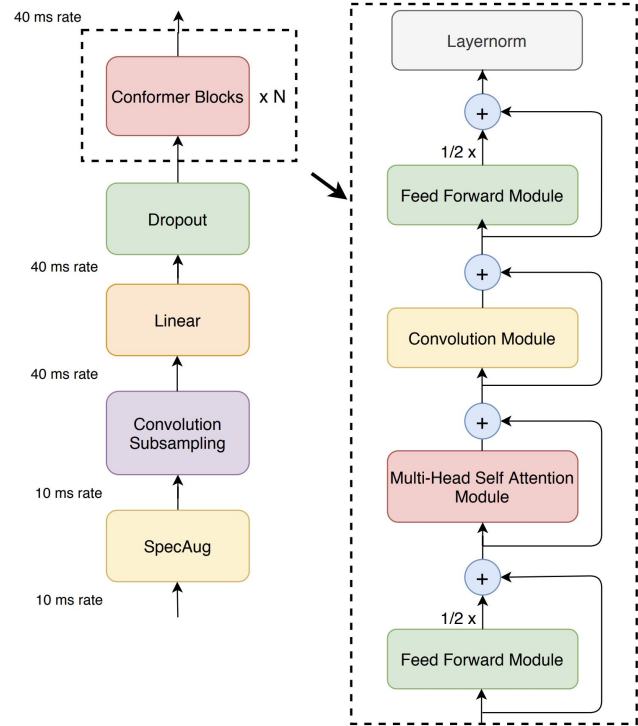 40 ms rate
Conformer Blocks
x N
Dropout
40 ms rate
Linear
40 ms rate
Convolution
Subsampling
10 ms rate
SpecAug
10 ms rate
Layernorm
+
1/2 x
Feed Forward Module
+
Convolution Module
+
Multi-Head Self Attention
Module
+
1/2 x
Feed Forward Module